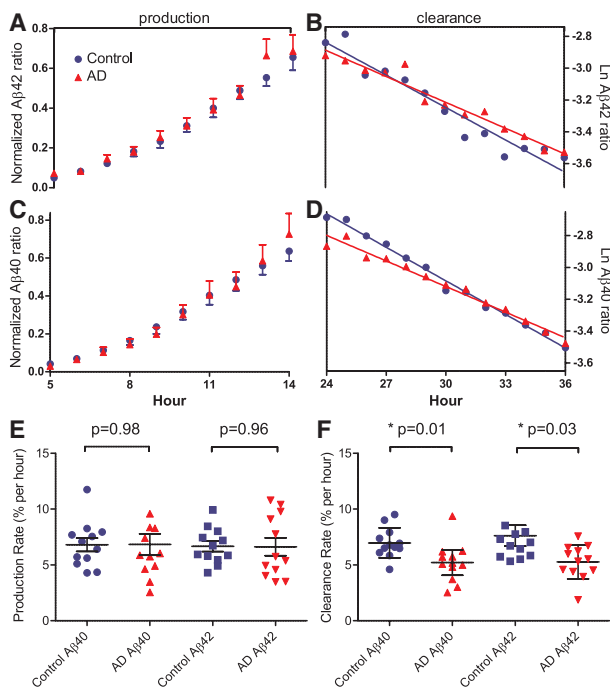 production
clearance
A
B
Control
AD
Normalized Aβ42 ratio
0.8
0.6
0.4
0.2
0.0
-2.8
-3.0
-3.2
-3.4
-3.6
Ln Aβ42 ratio
C
D
Normalized Aβ40 ratio
0.8
0.6
0.4
0.2
0.0
5
8
11
14
Hour
-2.8
-3.0
-3.2
-3.4
-3.6
Ln Aβ40 ratio
24
27
30
33
36
Hour
E
p=0.98
p=0.96
Production Rate (% per hour)
15
10
5
0
Control Aβ40
AD Aβ40
Control Aβ42
AD Aβ42
F
* p=0.01
* p=0.03
Clearance Rate (% per hour)
15
10
5
0
Control Aβ40
AD Aβ40
Control Aβ42
AD Aβ42